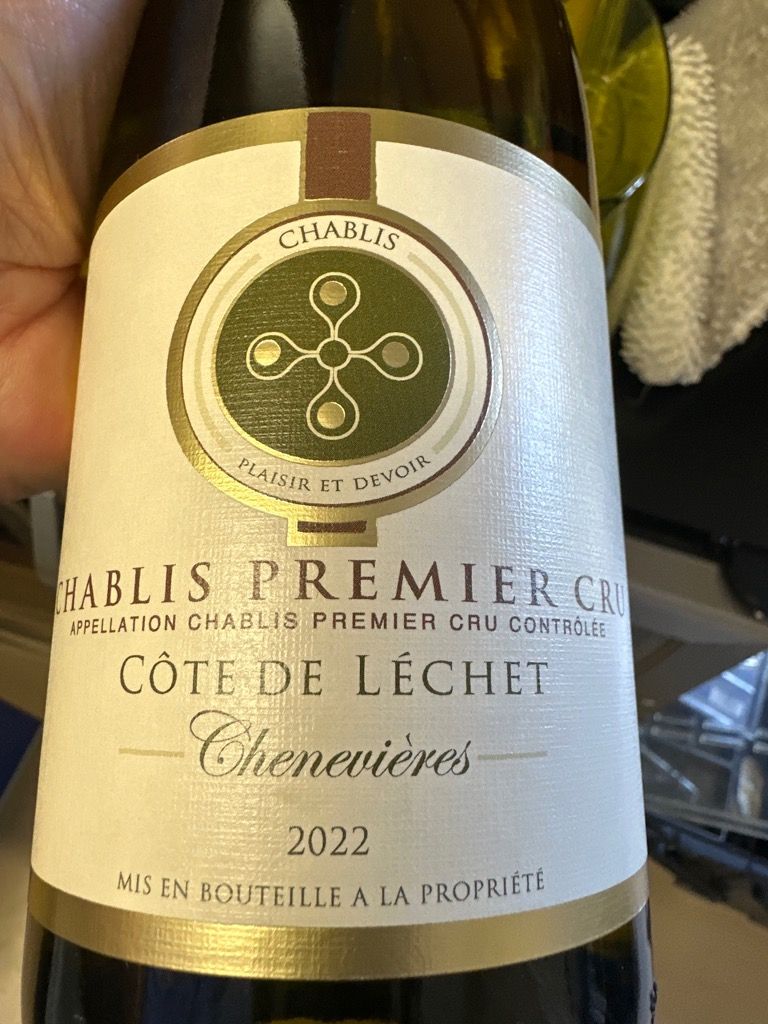 CHABLIS
PLAISIR ET DEVOIR
CHABLIS PREMIER CRU
APPELLATION CHABLIS PREMIER CRU CONTRÔLÉE
CÔTE DE LÉCHET
Chenevières
2022
MIS EN BOUTEILLE A LA PROPRIÉTÉ